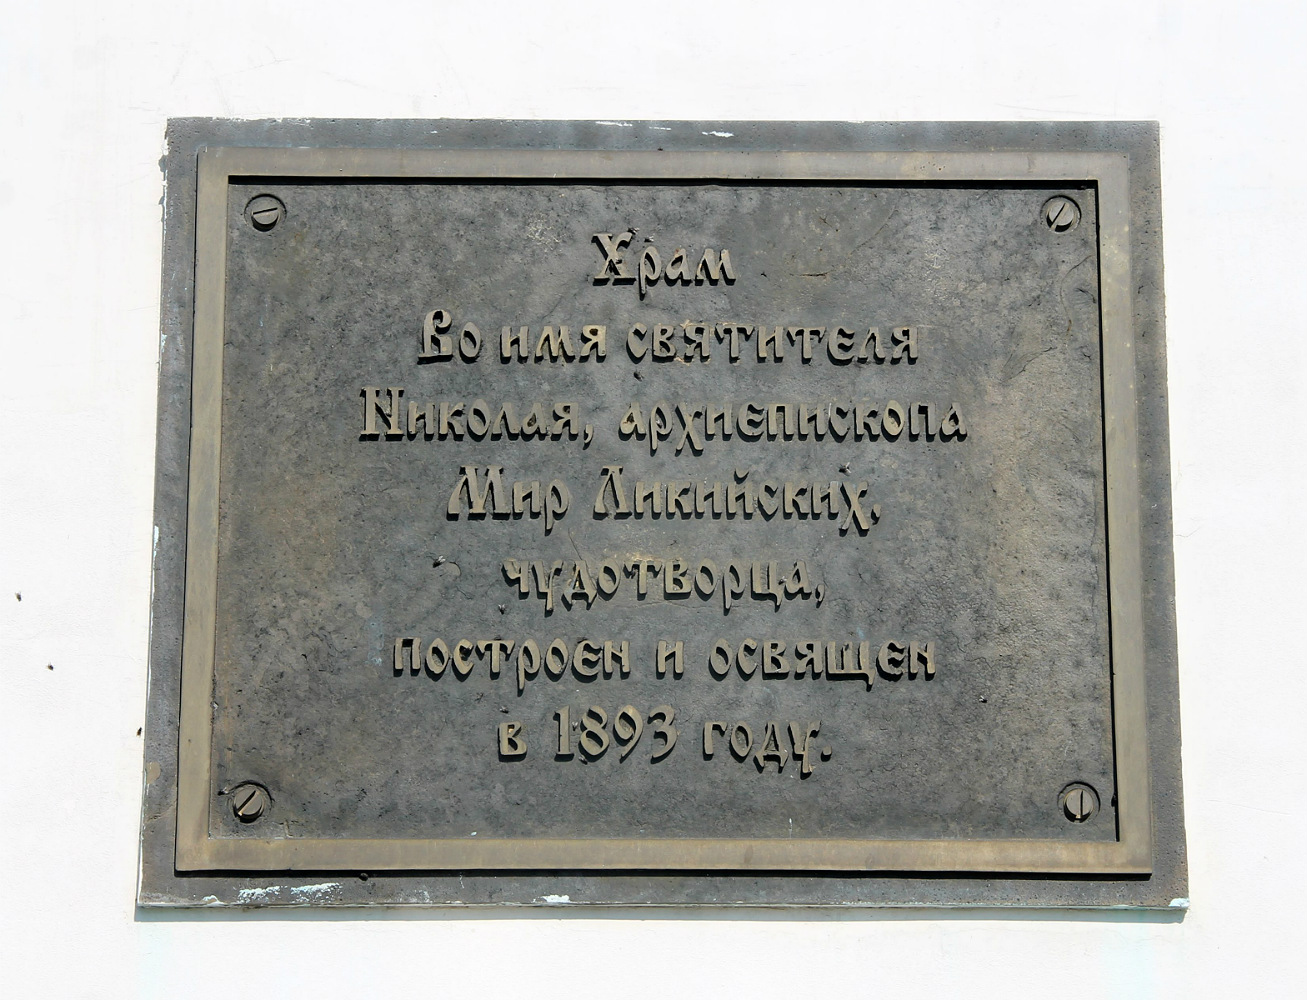 Храм
Во имя святителя
Николая, архиепископа
Мир Ликийских,
чудотворца,
построен и освящен
в 1893 году.